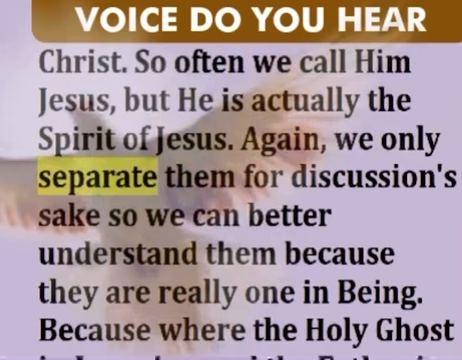 VOICE DO YOU HEAR
Christ. So often we call Him
Jesus, but He is actually the
Spirit of Jesus. Again, we only
separate them for discussion's
sake so we can better
understand them because
they are really one in Being.
Because where the Holy Ghost